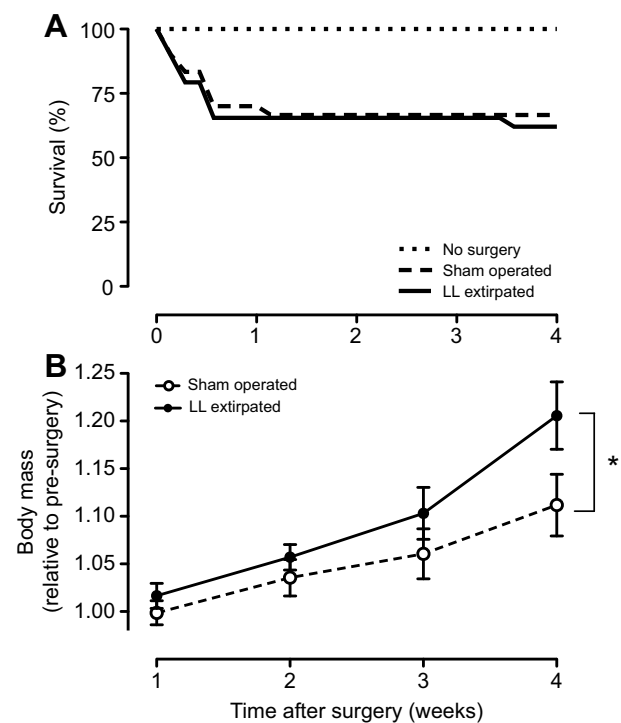 A
100
75
50
25
0
Survival (%)
No surgery
Sham operated
LL extirpated
0 1 2 3 4
B
1.25
1.20
1.15
1.10
1.05
1.00
Body mass
(relative to pre-surgery)
Sham operated
LL extirpated
*
1 2 3 4
Time after surgery (weeks)